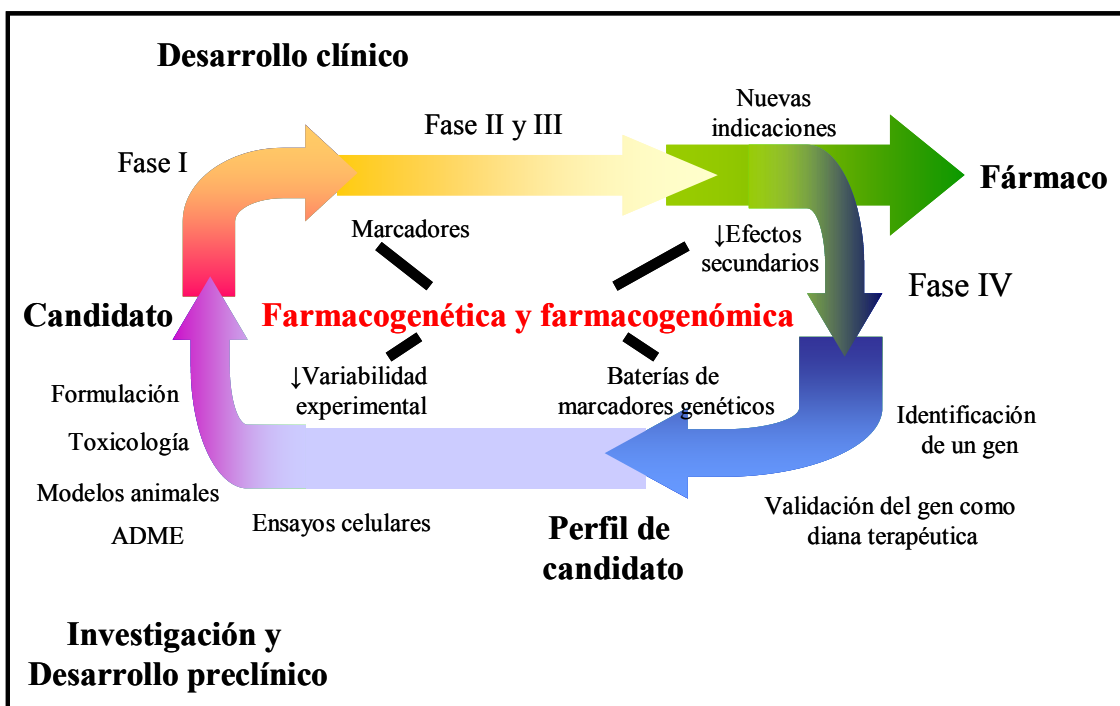 Desarrollo clínico
Nuevas
indicaciones
Fase II y III
Fase I
Fármaco
Marcadores
↓Efectos
secundarios
Fase IV
Candidato
Farmacogenética y farmacogenómica
↓Variabilidad
experimental
Baterías de
marcadores genéticos
Formulación
Identificación
de un gen
Toxicología
Modelos animales
ADME
Ensayos celulares
Perfil de
candidato
Validación del gen como
diana terapéutica
Investigación y
Desarrollo preclínico